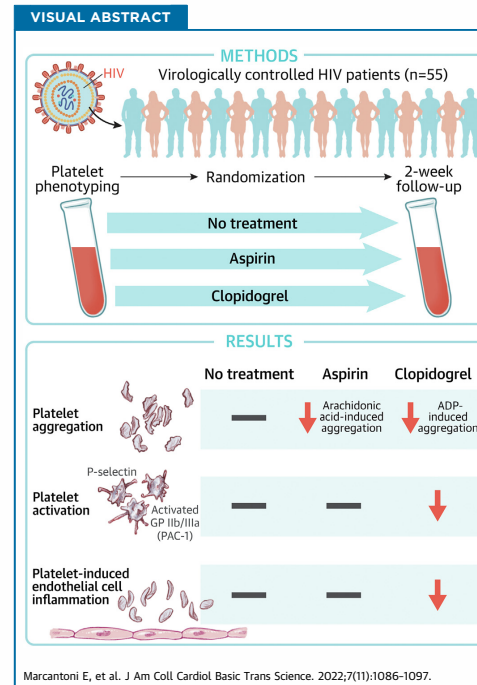 VISUAL ABSTRACT
METHODS
HIV
Virologically controlled HIV patients (n=55)
Platelet
phenotyping
Randomization
2-week
follow-up
No treatment
Aspirin
Clopidogrel
RESULTS
No treatment
Aspirin
Clopidogrel
Platelet
aggregation
Arachidonic
acid-induced
aggregation
ADP-
induced
aggregation
P-selectin
Platelet
activation
Activated
GP IIb/IIIa
(PAC-1)
Platelet-induced
endothelial cell
inflammation
Marcantoni E, et al. J Am Coll Cardiol Basic Trans Science. 2022;7(11):1086–1097.